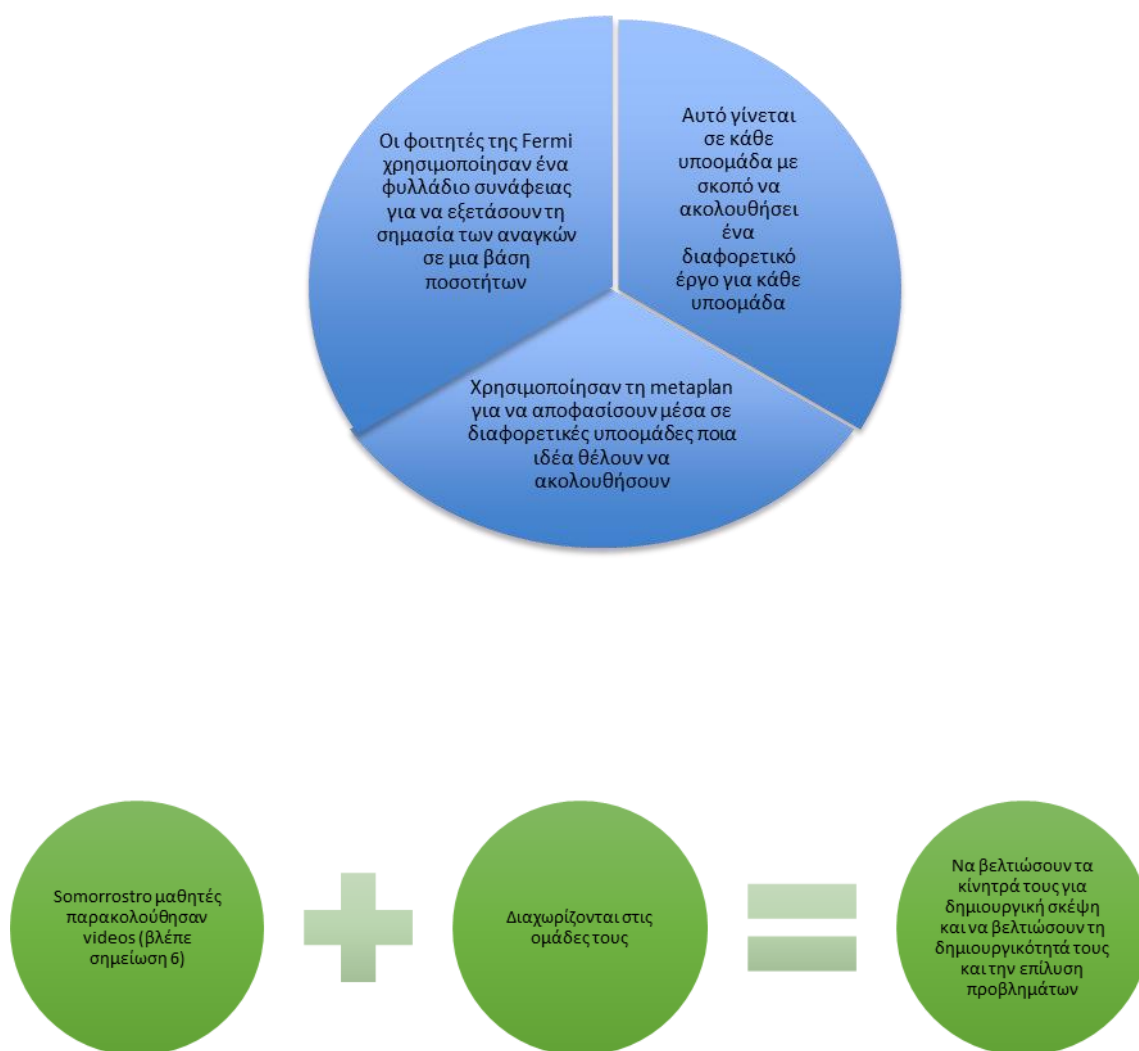 Οι φοιτητές της Fermi
χρησιμοποίησαν ένα
φυλλάδιο συνάφειας
για να εξετάσουν τη
σημασία των αναγκών
σε μια βάση
ποσοτήτων
Αυτό γίνεται
σε κάθε
υποομάδα με
σκοπό να
ακολουθήσει
ένα
διαφορετικό
έργο για κάθε
υποομάδα
Χρησιμοποίησαν τη metaplan
για να αποφασίσουν μέσα σε
διαφορετικές υποομάδες ποια
ιδέα θέλουν να
ακολουθήσουν
Somorrostro μαθητές
παρακολούθησαν
videos (βλέπε
σημείωση 6)
Διαχωρίζονται στις
ομάδες τους
Να βελτιώσουν τα
κίνητρά τους για
δημιουργική σκέψη
και να βελτιώσουν τη
δημιουργικότητά τους
και την επίλυση
προβλημάτων